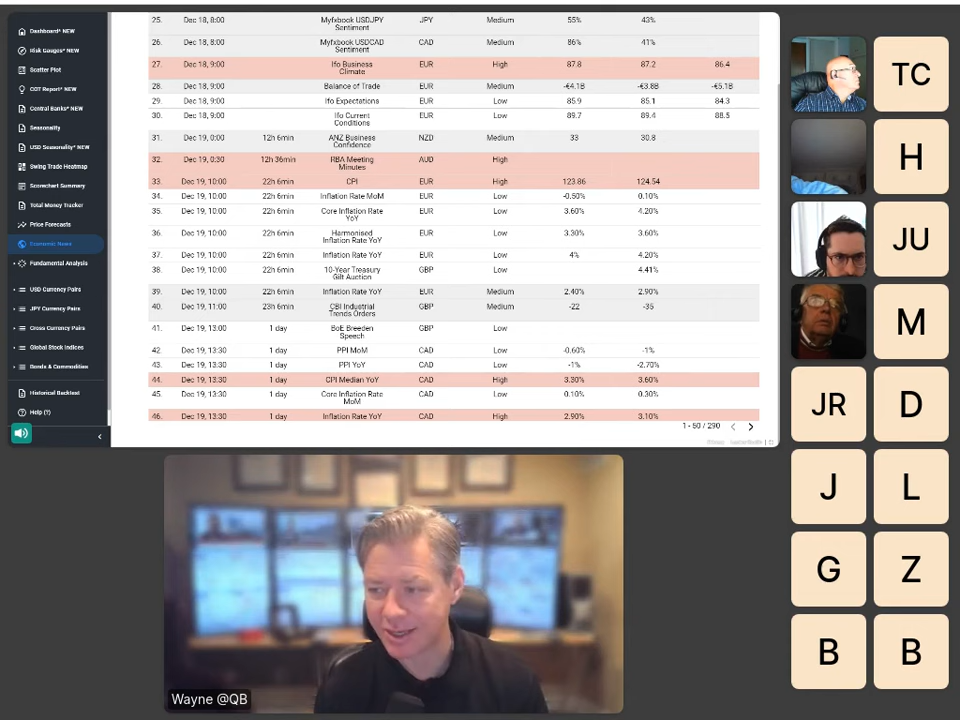 Dashboard* NEW
Risk Gauges* NEW
Scatter Plot
COT Report* NEW
Central Banks* NEW
Seasonality
USD Seasonality* NEW
Swing Trade Heatmap
Scorechart Summary
Total Money Tracker
Price Forecasts
Economic News
Fundamental Analysis
USD Currency Pairs
JPY Currency Pairs
Cross Currency Pairs
Global Stock Indices
Bonds & Commodities
Historical Backtest
Help (?)
25. Dec 18, 8:00 Myfxbook USDJPY Sentiment JPY Medium 55% 43%
26. Dec 18, 8:00 Myfxbook USDCAD Sentiment CAD Medium 86% 41%
27. Dec 18, 9:00 Ifo Business Climate EUR High 87.8 87.2 86.4
28. Dec 18, 9:00 Balance of Trade EUR Medium -€4.1B -€3.8B -€5.1B
29. Dec 18, 9:00 Ifo Expectations EUR Low 85.9 85.1 84.3
30. Dec 18, 9:00 Ifo Current Conditions EUR Low 89.7 89.4 88.5
31. Dec 19, 0:00 12h 6min ANZ Business Confidence NZD Medium 33 30.8
32. Dec 19, 0:30 12h 36min RBA Meeting Minutes AUD High
33. Dec 19, 10:00 22h 6min CPI EUR High 123.86 124.54
34. Dec 19, 10:00 22h 6min Inflation Rate MoM EUR Low -0.50% 0.10%
35. Dec 19, 10:00 22h 6min Core Inflation Rate YoY EUR Low 3.60% 4.20%
36. Dec 19, 10:00 22h 6min Harmonised Inflation Rate YoY EUR Low 3.30% 3.60%
37. Dec 19, 10:00 22h 6min Inflation Rate YoY EUR Low 4% 4.20%
38. Dec 19, 10:00 22h 6min 10-Year Treasury Gilt Auction GBP Low 4.41%
39. Dec 19, 10:00 22h 6min Inflation Rate YoY EUR Medium 2.40% 2.90%
40. Dec 19, 11:00 23h 6min CBI Industrial Trends Orders GBP Medium -22 -35
41. Dec 19, 13:00 1 day BoE Breeden Speech GBP Low
42. Dec 19, 13:30 1 day PPI MoM CAD Low -0.60% -1%
43. Dec 19, 13:30 1 day PPI YoY CAD Low -1% -2.70%
44. Dec 19, 13:30 1 day CPI Median YoY CAD High 3.30% 3.60%
45. Dec 19, 13:30 1 day Core Inflation Rate MoM CAD Low 0.10% 0.30%
46. Dec 19, 13:30 1 day Inflation Rate YoY CAD High 2.90% 3.10%
1 - 50 / 290
TC
H
JU
M
JR
D
J
L
G
Z
B
B
Wayne @QB